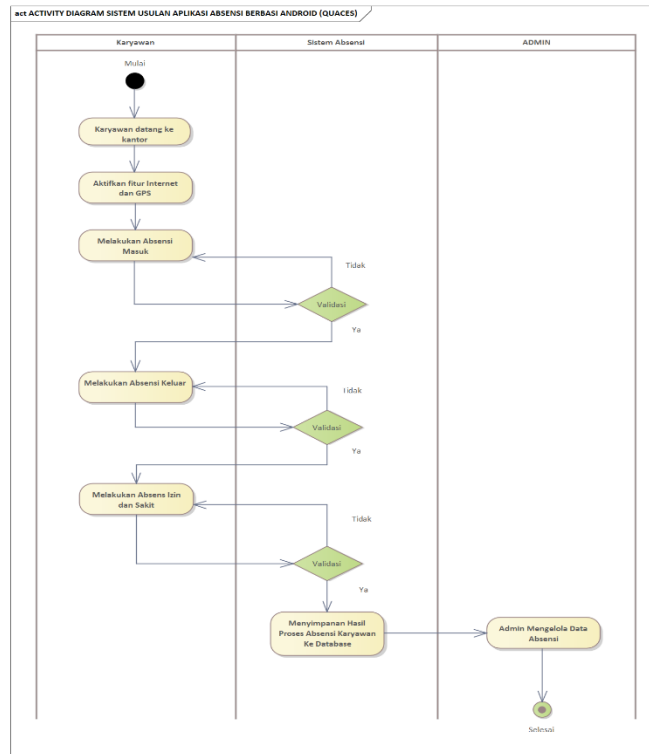 act ACTIVITY DIAGRAM SISTEM USULAN APLIKASI ABSENSI BERBASI ANDROID (QUACES)
Karyawan
Sistem Absensi
ADMIN
Mulai
Karyawan datang ke
kantor
Aktifkan fitur Internet
dan GPS
Melakukan Absensi
Masuk
Tidak
Validasi
Ya
Melakukan Absensi Keluar
Tidak
Validasi
Ya
Melakukan Absens Izin
dan Sakit
Tidak
Validasi
Ya
Menyimpanan Hasil
Proses Absensi Karyawan
Ke Database
Admin Mengelola Data
Absensi
Selesai